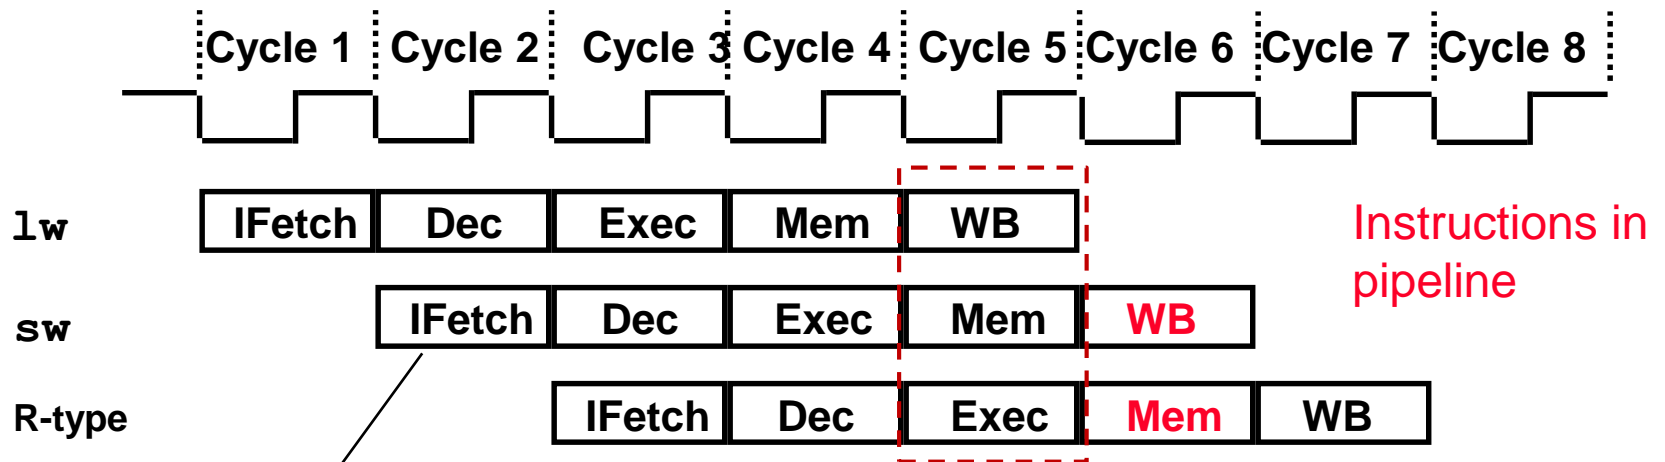 Cycle 1 Cycle 2 Cycle 3 Cycle 4 Cycle 5 Cycle 6 Cycle 7 Cycle 8
lw IFetch Dec Exec Mem WB
Instructions in
pipeline
sw IFetch Dec Exec Mem WB
R-type IFetch Dec Exec Mem WB